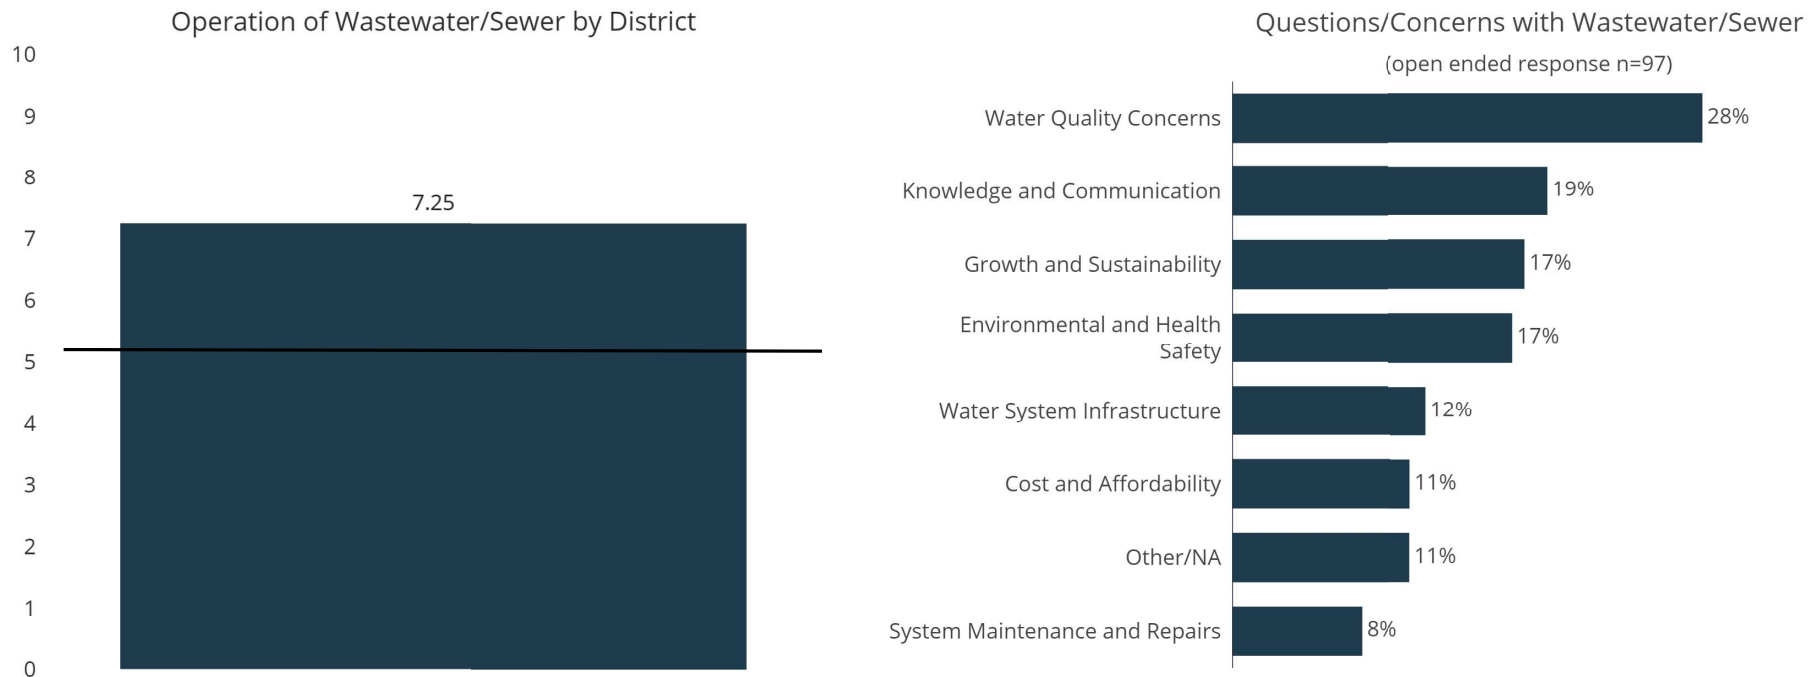 Operation of Wastewater/Sewer by District
10
9
8
7
6
5
4
3
2
1
0
7.25
Questions/Concerns with Wastewater/Sewer
(open ended response n=97)
Water Quality Concerns
28%
Knowledge and Communication
19%
Growth and Sustainability
17%
Environmental and Health
Safety
17%
Water System Infrastructure
12%
Cost and Affordability
11%
Other/NA
11%
System Maintenance and Repairs
8%